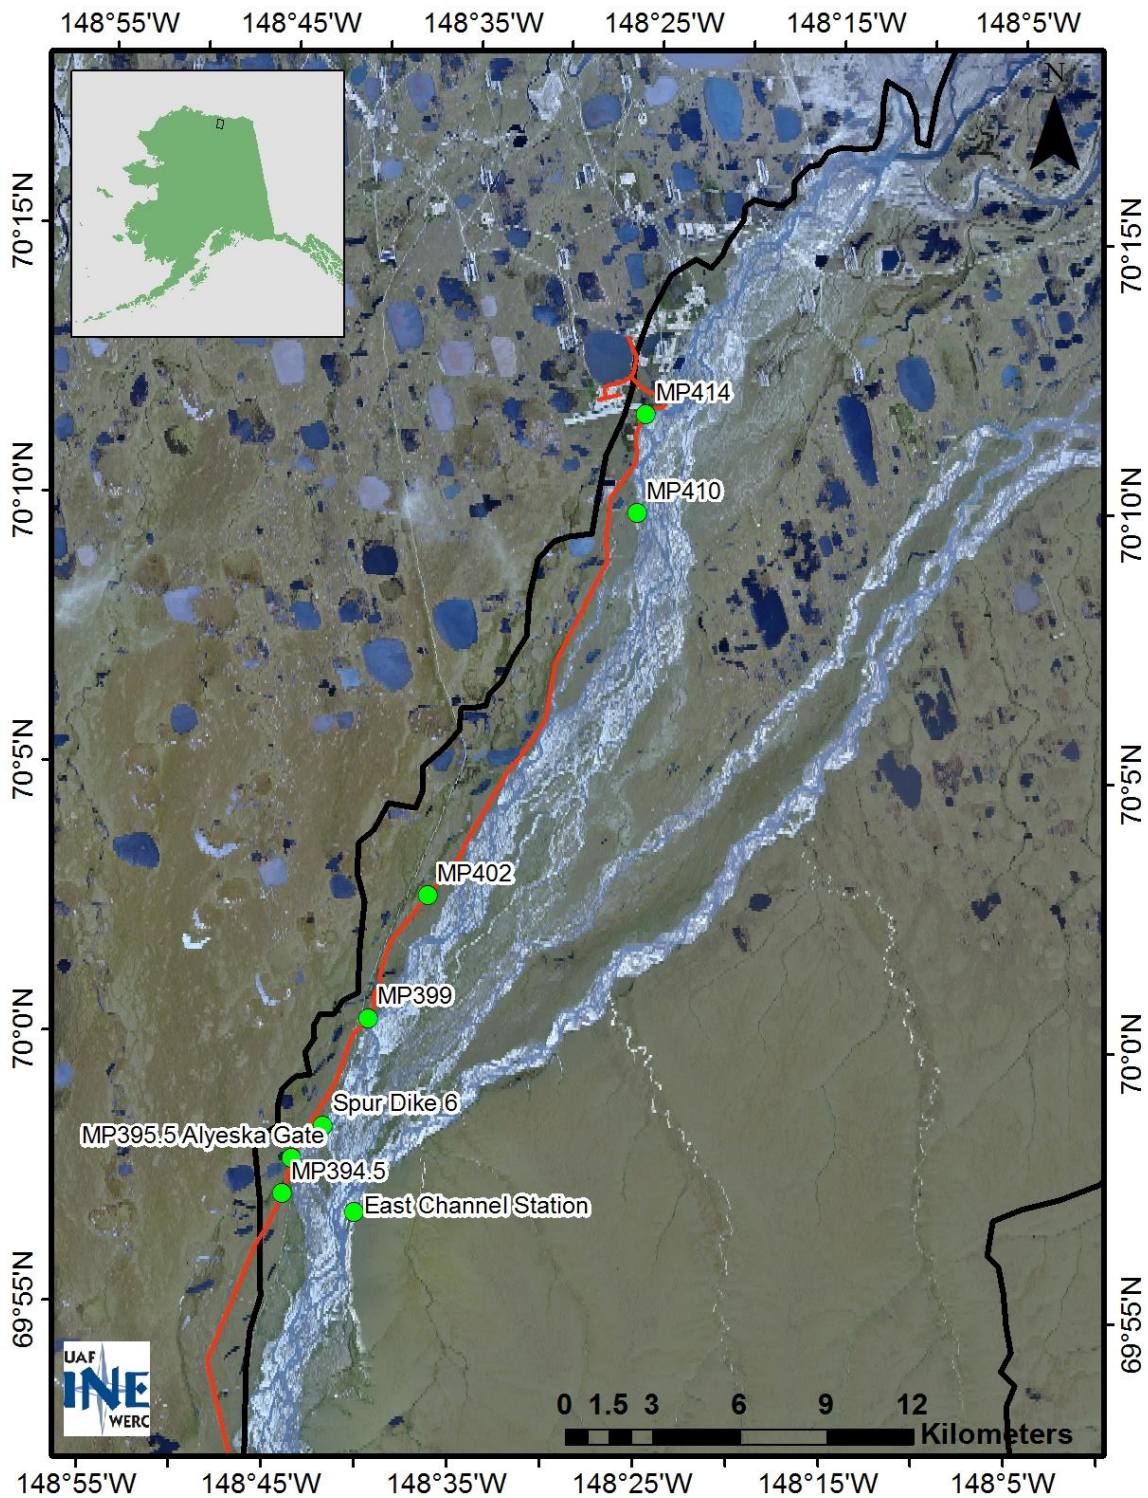 148°55'W 148°45'W 148°35'W 148°25'W 148°15'W 148°5'W
N
70°15'N
70°15'N
MP414
MP410
70°10'N
70°10'N
70°5'N
70°5'N
MP402
MP399
70°0'N
70°0'N
Spur Dike 6
MP395.5 Alyeska Gate
MP394.5
East Channel Station
69°55'N
69°55'N
UAF
INE
WERC
0 1.5 3 6 9 12
Kilometers
148°55'W 148°45'W 148°35'W 148°25'W 148°15'W 148°5'W